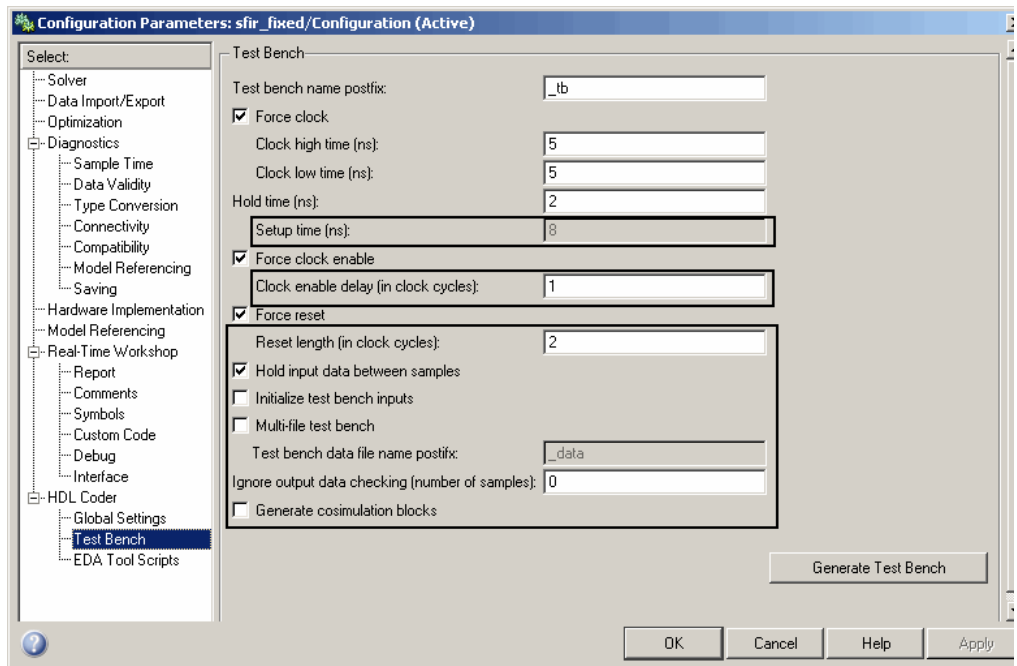 Configuration Parameters: sfir_fixed/Configuration (Active)
Select:
Solver
Data Import/Export
Optimization
Diagnostics
Sample Time
Data Validity
Type Conversion
Connectivity
Compatibility
Model Referencing
Saving
Hardware Implementation
Model Referencing
Real-Time Workshop
Report
Comments
Symbols
Custom Code
Debug
Interface
HDL Coder
Global Settings
Test Bench
EDA Tool Scripts
Test Bench
Test bench name postfix: _tb
Force clock
Clock high time (ns): 5
Clock low time (ns): 5
Hold time (ns): 2
Setup time (ns): 8
Force clock enable
Clock enable delay (in clock cycles): 1
Force reset
Reset length (in clock cycles): 2
Hold input data between samples
Initialize test bench inputs
Multi-file test bench
Test bench data file name postifx: _data
Ignore output data checking (number of samples): 0
Generate cosimulation blocks
Generate Test Bench
OK Cancel Help Apply